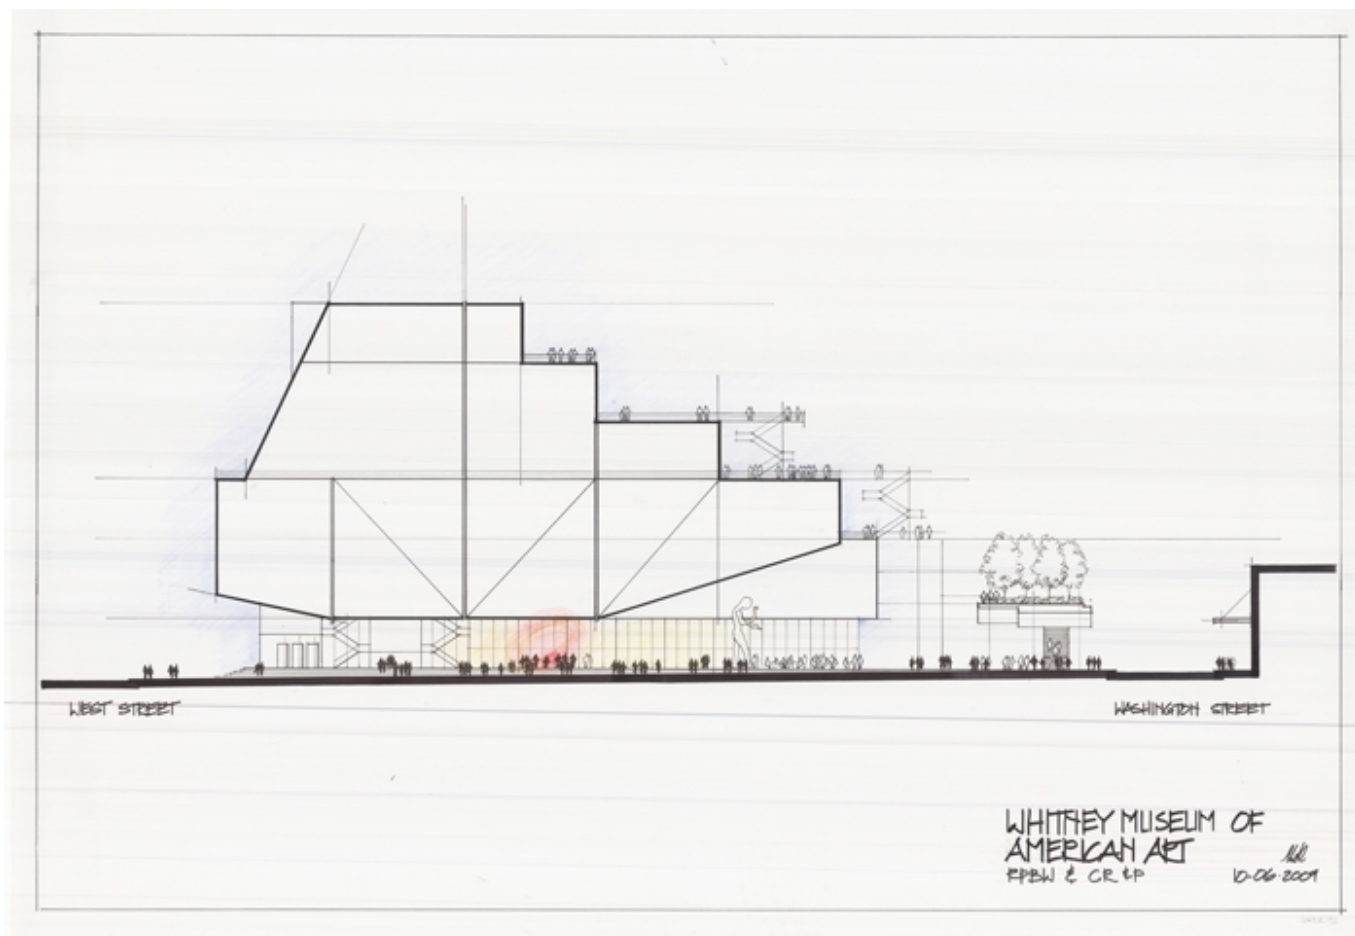 WEST STREET
WASHINGTON STREET
WHITNEY MUSEUM OF
AMERICAN ART
RPBW & CR&P
10-06-2009